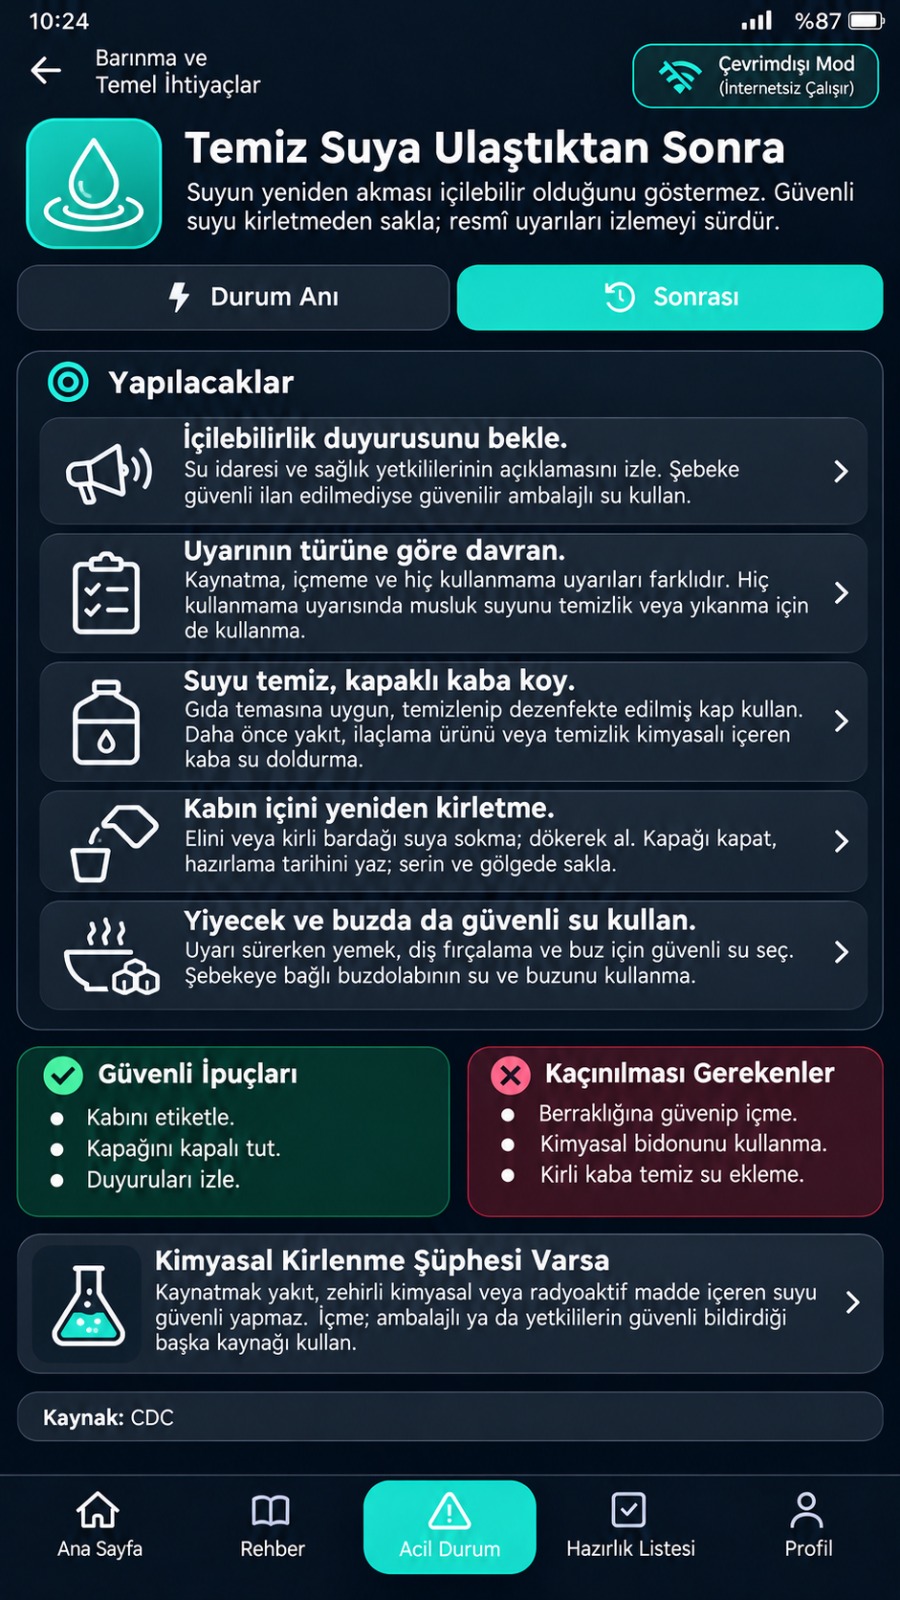 10:24
%87
Barınma ve
Temel İhtiyaçlar
Çevrimdışı Mod
(İnternetsiz Çalışır)
Temiz Suya Ulaştıktan Sonra
Suyun yeniden akması içilebilir olduğunu göstermez. Güvenli
suyu kirletmeden sakla; resmî uyarıları izlemeyi sürdür.
Durum Anı
Sonrası
Yapılacaklar
İçilebilirlik duyurusunu bekle.
Su idaresi ve sağlık yetkililerinin açıklamasını izle. Şebeke
güvenli ilan edilmediyse güvenilir ambalajlı su kullan.
Uyarının türüne göre davran.
Kaynatma, içmeme ve hiç kullanmama uyarıları farklıdır. Hiç
kullanmama uyarısında musluk suyunu temizlik veya yıkanma için
de kullanma.
Suyu temiz, kapaklı kaba koy.
Gıda temasına uygun, temizlenip dezenfekte edilmiş kap kullan.
Daha önce yakıt, ilaçlama ürünü veya temizlik kimyasalı içeren
kaba su doldurma.
Kabın içini yeniden kirletme.
Elini veya kirli bardağı suya sokma; dökerek al. Kapağı kapat,
hazırlama tarihini yaz; serin ve gölgede sakla.
Yiyecek ve buzda da güvenli su kullan.
Uyarı sürerken yemek, diş fırçalama ve buz için güvenli su seç.
Şebekeye bağlı buzdolabının su ve buzunu kullanma.
Güvenli İpuçları
● Kabını etiketle.
● Kapağını kapalı tut.
● Duyuruları izle.
Kaçınılması Gerekenler
● Berraklığına güvenip içme.
● Kimyasal bidonunu kullanma.
● Kirli kaba temiz su ekleme.
Kimyasal Kirlenme Şüphesi Varsa
Kaynatmak yakıt, zehirli kimyasal veya radyoaktif madde içeren suyu
güvenli yapmaz. İçme; ambalajlı ya da yetkililerin güvenli bildirdiği
başka kaynağı kullan.
Kaynak: CDC
Ana Sayfa
Rehber
Acil Durum
Hazırlık Listesi
Profil